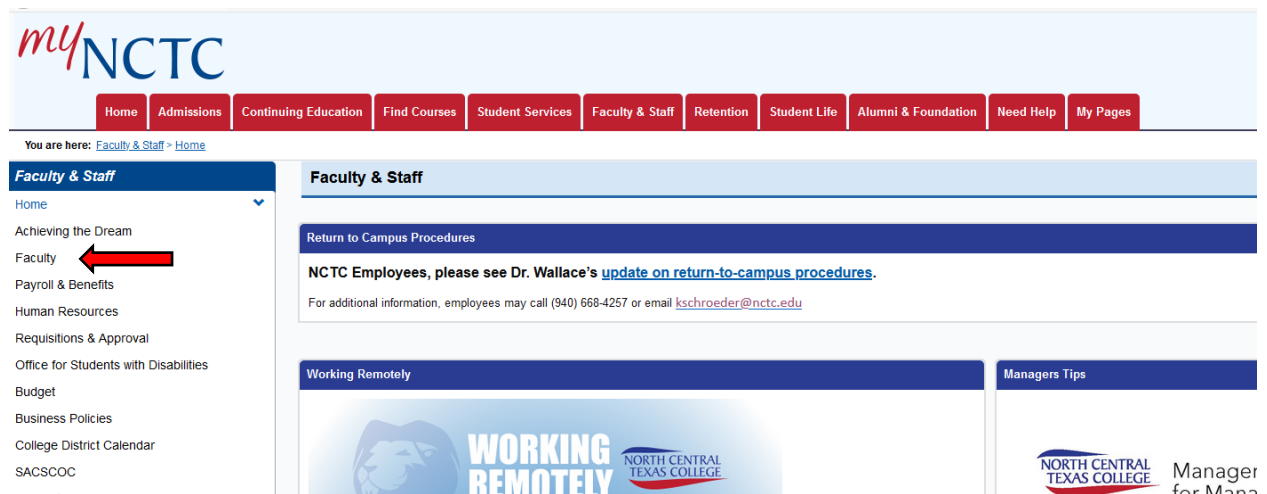 myNCTC
Home Admissions Continuing Education Find Courses Student Services Faculty & Staff Retention Student Life Alumni & Foundation Need Help My Pages
You are here: Faculty & Staff > Home
Faculty & Staff
Home
Achieving the Dream
Faculty
Payroll & Benefits
Human Resources
Requisitions & Approval
Office for Students with Disabilities
Budget
Business Policies
College District Calendar
SACSCOC
Faculty & Staff
Return to Campus Procedures
NCTC Employees, please see Dr. Wallace's update on return-to-campus procedures.
For additional information, employees may call (940) 668-4257 or email kschroeder@nctc.edu
Working Remotely
WORKING
REMOTELY
NORTH CENTRAL
TEXAS COLLEGE
Managers Tips
NORTH CENTRAL
TEXAS COLLEGE
Manager
for Mana